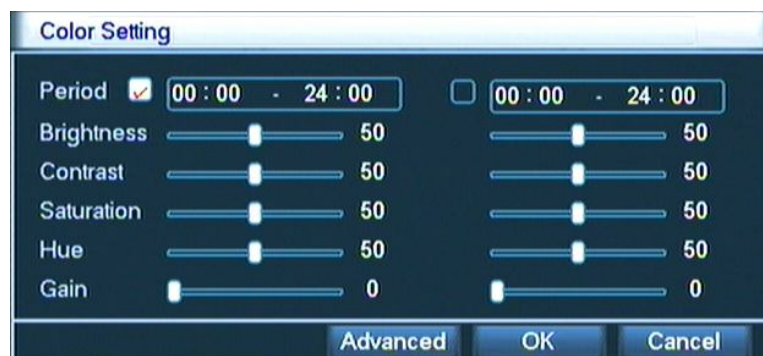 Color Setting
Period 00:00 - 24:00 00:00 - 24:00
Brightness 50 50
Contrast 50 50
Saturation 50 50
Hue 50 50
Gain 0 0
Advanced OK Cancel